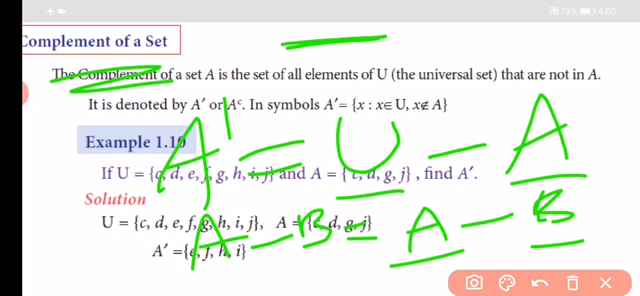 79% 4:00
Complement of a Set
The Complement of a set A is the set of all elements of U (the universal set) that are not in A.
It is denoted by A′ or Aᶜ. In symbols A′= {x : x∈ U, x∉ A}
Example 1.10
A′ = U − A
If U = {c, d, e, f, g, h, i, j} and A = { c, d, g, j} , find A′.
Solution
U = {c, d, e, f, g, h, i, j}, A = {c, d, g, j}
A − B = A − B
A′ ={e, f, h, i}